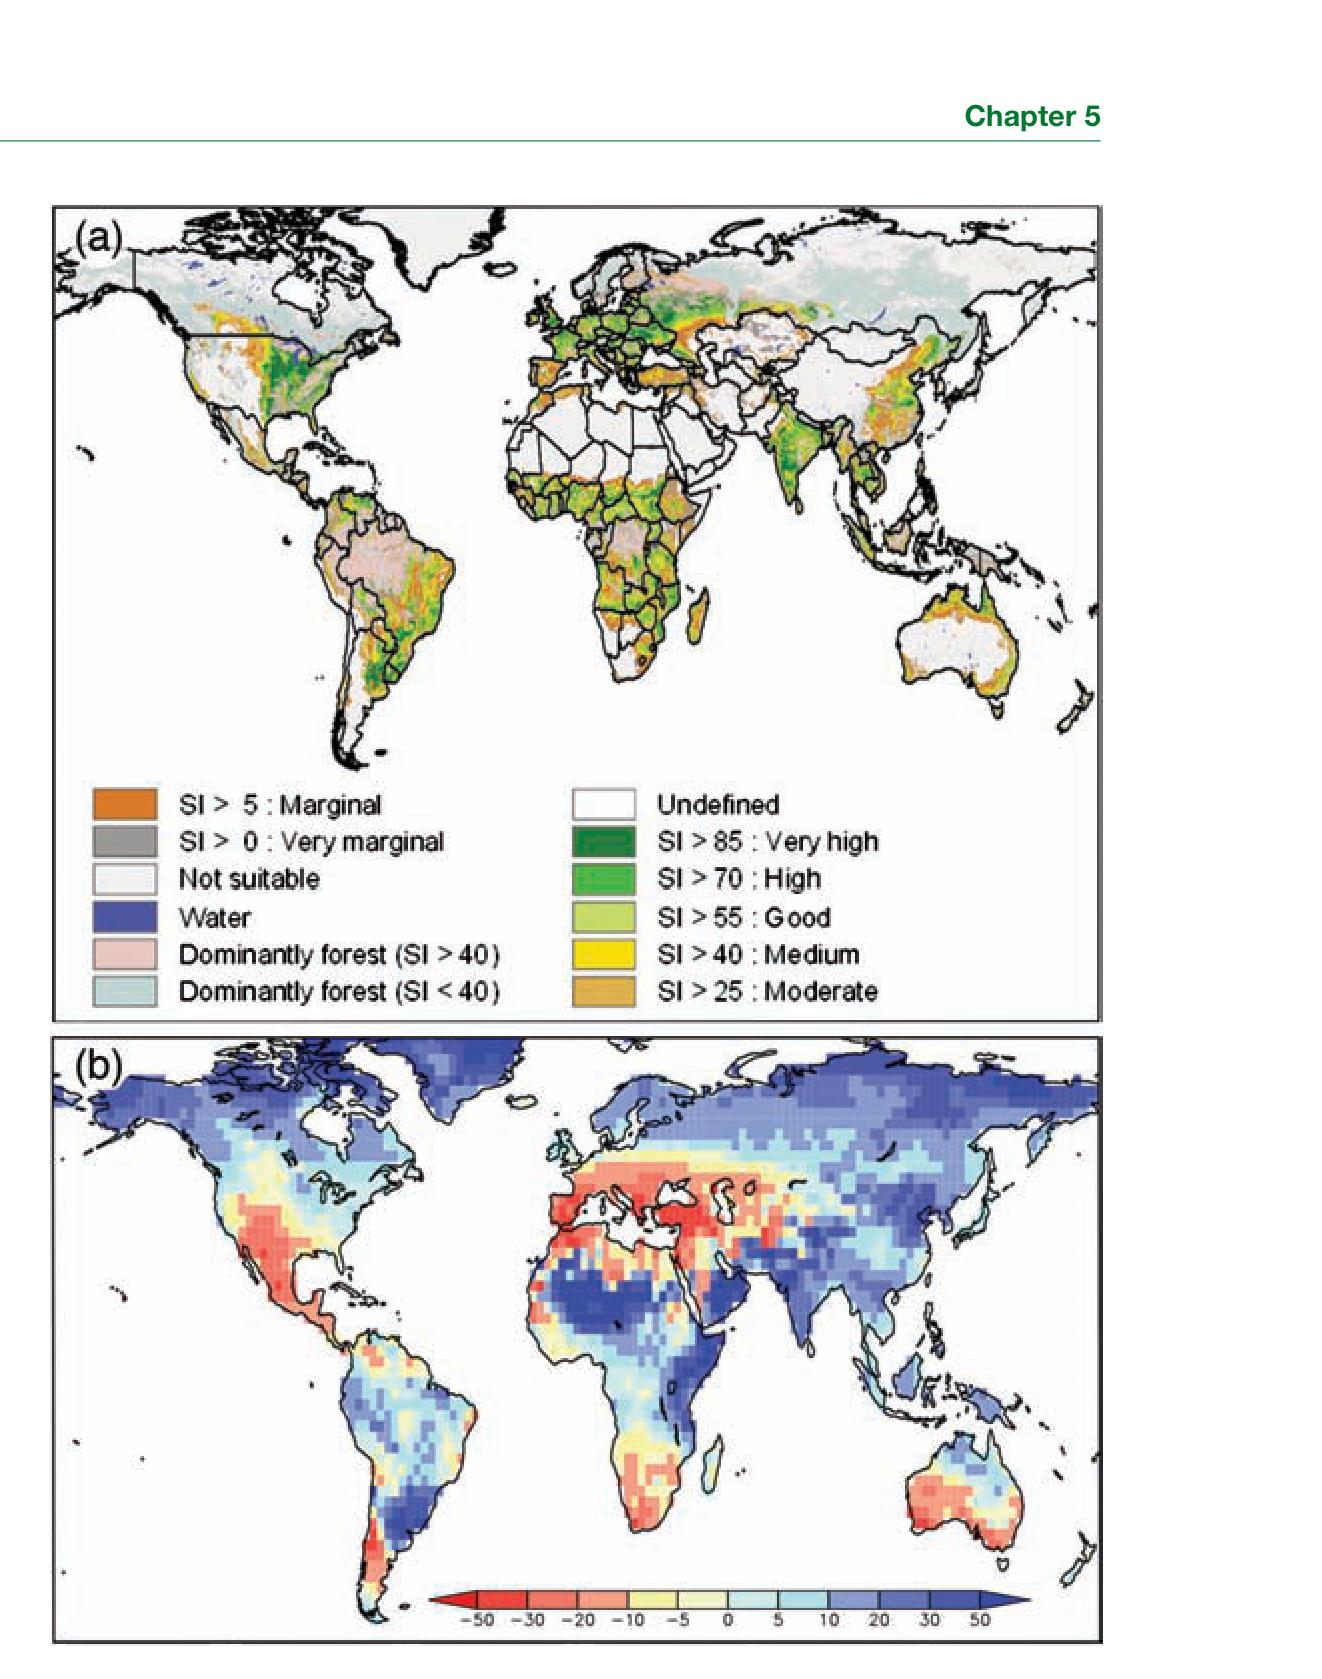 Chapter 5
(a)
SI > 5 : Marginal
SI > 0 : Very marginal
Not suitable
Water
Dominantly forest (SI > 40)
Dominantly forest (SI < 40)
Undefined
SI > 85 : Very high
SI > 70 : High
SI > 55 : Good
SI > 40 : Medium
SI > 25 : Moderate
(b)
-50 -30 -20 -10 -5 0 5 10 20 30 50